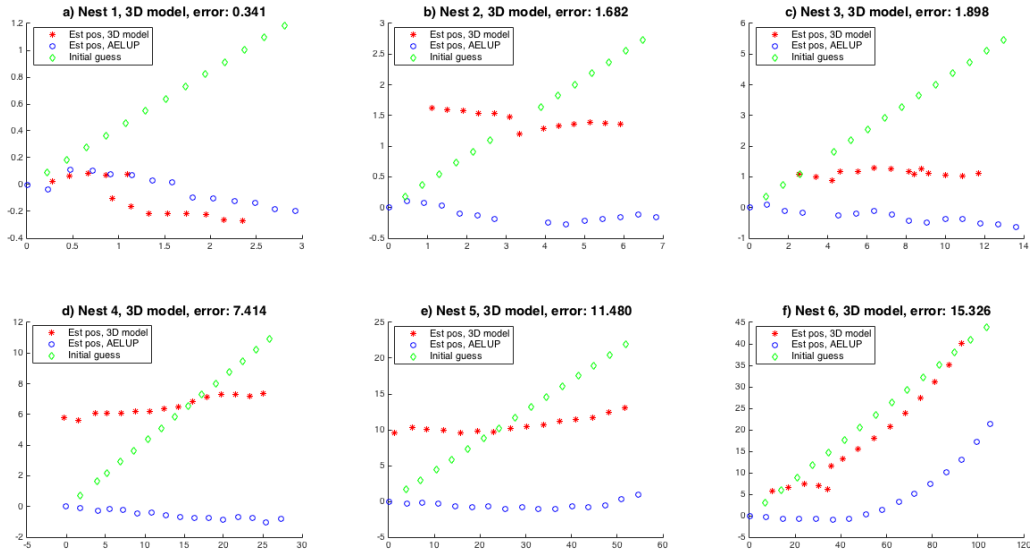 a) Nest 1, 3D model, error: 0.341
1.2
1
0.8
0.6
0.4
0.2
0
-0.2
-0.4
0 0.5 1 1.5 2 2.5 3
Est pos, 3D model
Est pos, AELUP
Initial guess
b) Nest 2, 3D model, error: 1.682
3
2.5
2
1.5
1
0.5
0
-0.5
0 1 2 3 4 5 6 7
Est pos, 3D model
Est pos, AELUP
Initial guess
c) Nest 3, 3D model, error: 1.898
6
5
4
3
2
1
0
-1
0 2 4 6 8 10 12 14
Est pos, 3D model
Est pos, AELUP
Initial guess
d) Nest 4, 3D model, error: 7.414
12
10
8
6
4
2
0
-2
-5 0 5 10 15 20 25 30
Est pos, 3D model
Est pos, AELUP
Initial guess
e) Nest 5, 3D model, error: 11.480
25
20
15
10
5
0
-5
0 10 20 30 40 50 60
Est pos, 3D model
Est pos, AELUP
Initial guess
f) Nest 6, 3D model, error: 15.326
45
40
35
30
25
20
15
10
5
0
-5
0 20 40 60 80 100 120
Est pos, 3D model
Est pos, AELUP
Initial guess